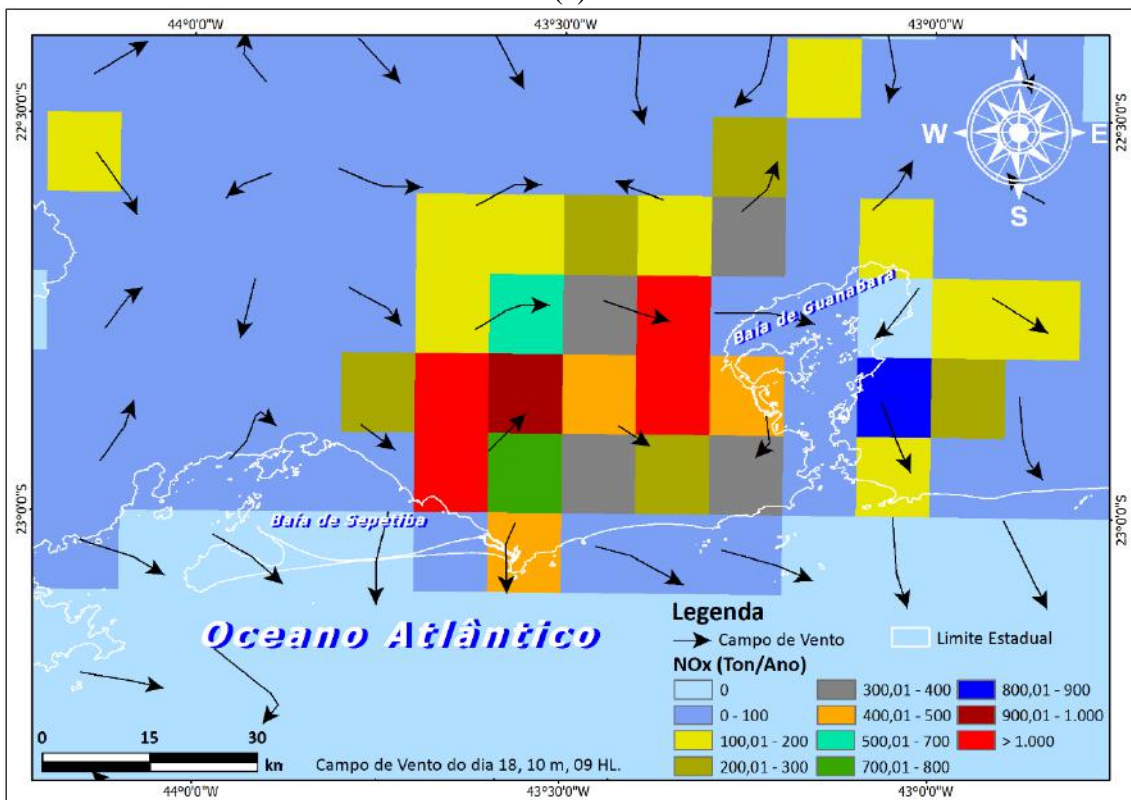 44°0'0"W 43°30'0"W 43°0'0"W
22°30'0"S 22°30'0"S
N
W E
S
Baía de Guanabara
23°0'0"S 23°0'0"S
Baía de Sepetiba
Oceano Atlântico
Legenda
Campo de Vento Limite Estadual
NOx (Ton/Ano)
0 300,01 - 400 800,01 - 900
0 - 100 400,01 - 500 900,01 - 1.000
100,01 - 200 500,01 - 700 > 1.000
200,01 - 300 700,01 - 800
0 15 30
kn
Campo de Vento do dia 18, 10 m, 09 HL.
44°0'0"W 43°30'0"W 43°0'0"W